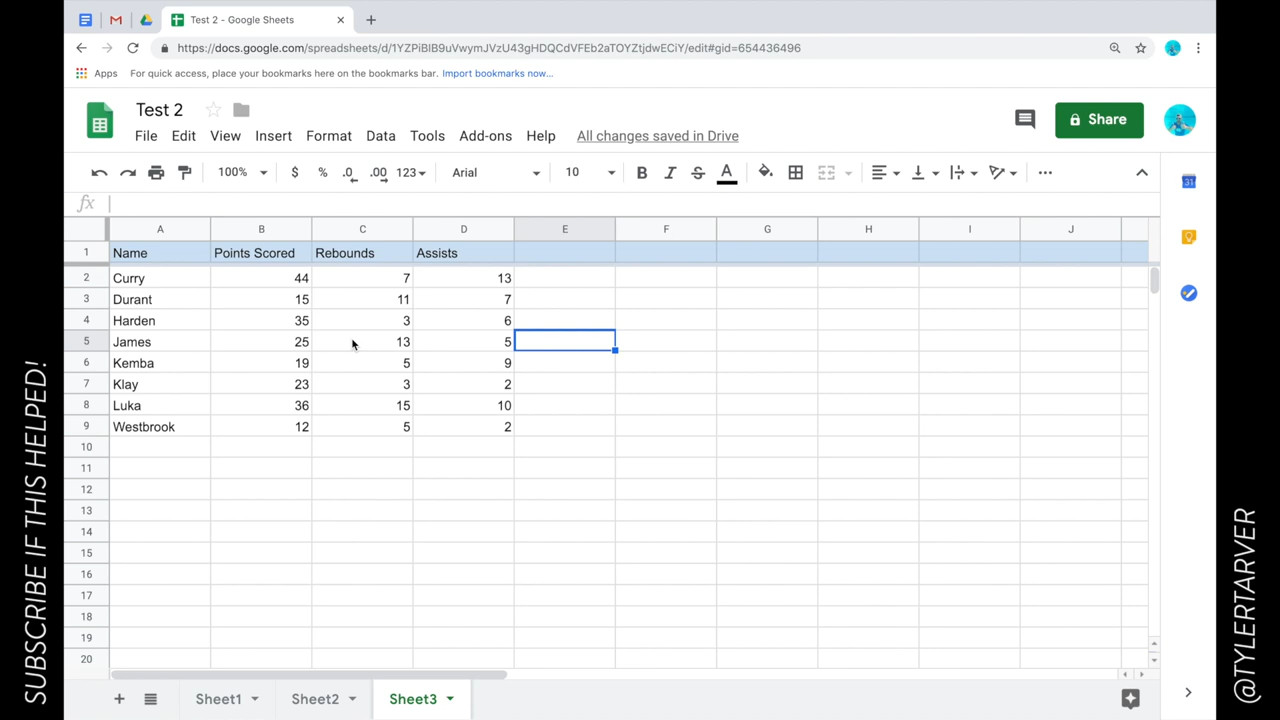 Test 2 - Google Sheets
https://docs.google.com/spreadsheets/d/1YZPiBIB9uVwymJVzU43gHDQCdVFEb2aTOYZtjdwECiY/edit#gid=654436496
Apps For quick access, place your bookmarks here on the bookmarks bar. Import bookmarks now...
Test 2
File Edit View Insert Format Data Tools Add-ons Help All changes saved in Drive
Share
100% $ % .0 .00 123 Arial 10 B I S A
31
fx
A B C D E F G H I J
1 Name Points Scored Rebounds Assists
2 Curry 44 7 13
3 Durant 15 11 7
4 Harden 35 3 6
5 James 25 13 5
6 Kemba 19 5 9
7 Klay 23 3 2
8 Luka 36 15 10
9 Westbrook 12 5 2
10
11
12
13
14
15
16
17
18
19
20
Sheet1 Sheet2 Sheet3
SUBSCRIBE IF THIS HELPED!
@TYLERTARVER